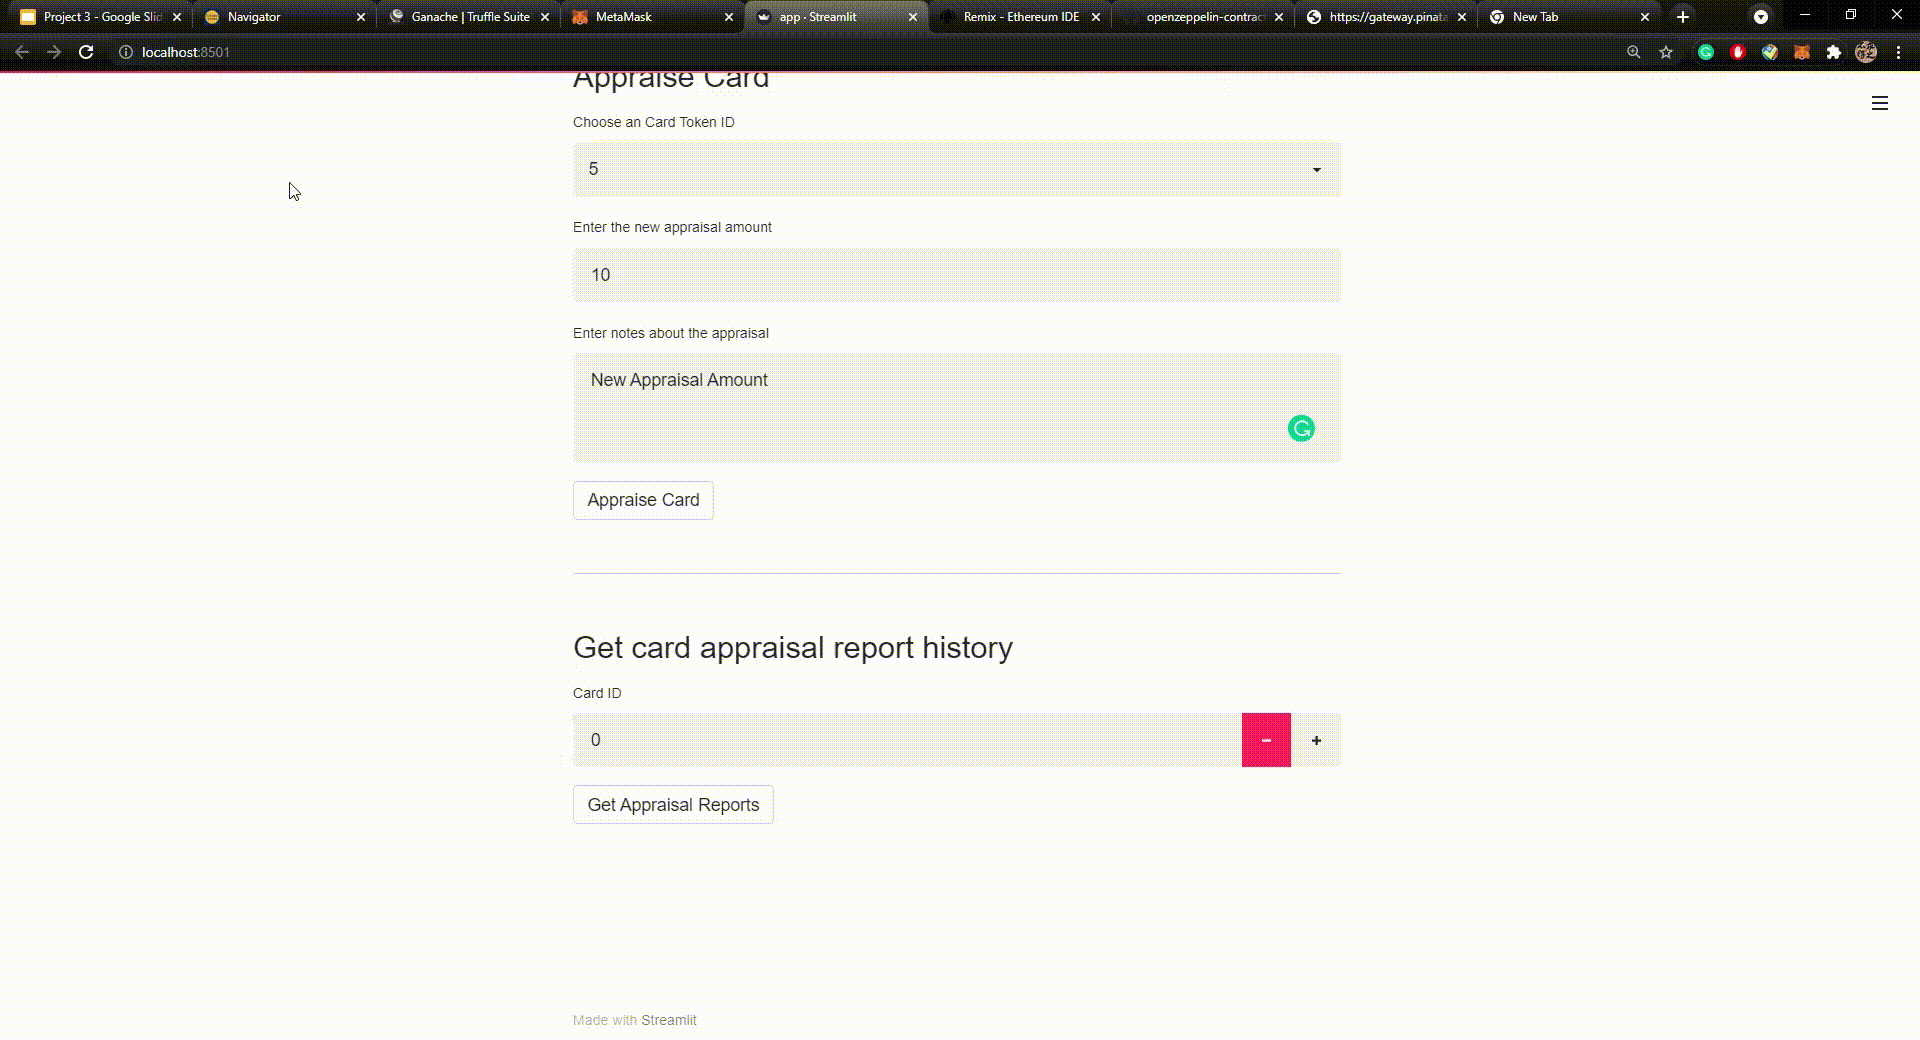 Project 3 - Google Slid
Navigator
Ganache | Truffle Suite
MetaMask
app · Streamlit
Remix - Ethereum IDE
openzeppelin-contract
https://gateway.pinata
New Tab
localhost:8501
Appraise Card
Choose an Card Token ID
5
Enter the new appraisal amount
10
Enter notes about the appraisal
New Appraisal Amount
Appraise Card
Get card appraisal report history
Card ID
0
Get Appraisal Reports
Made with Streamlit